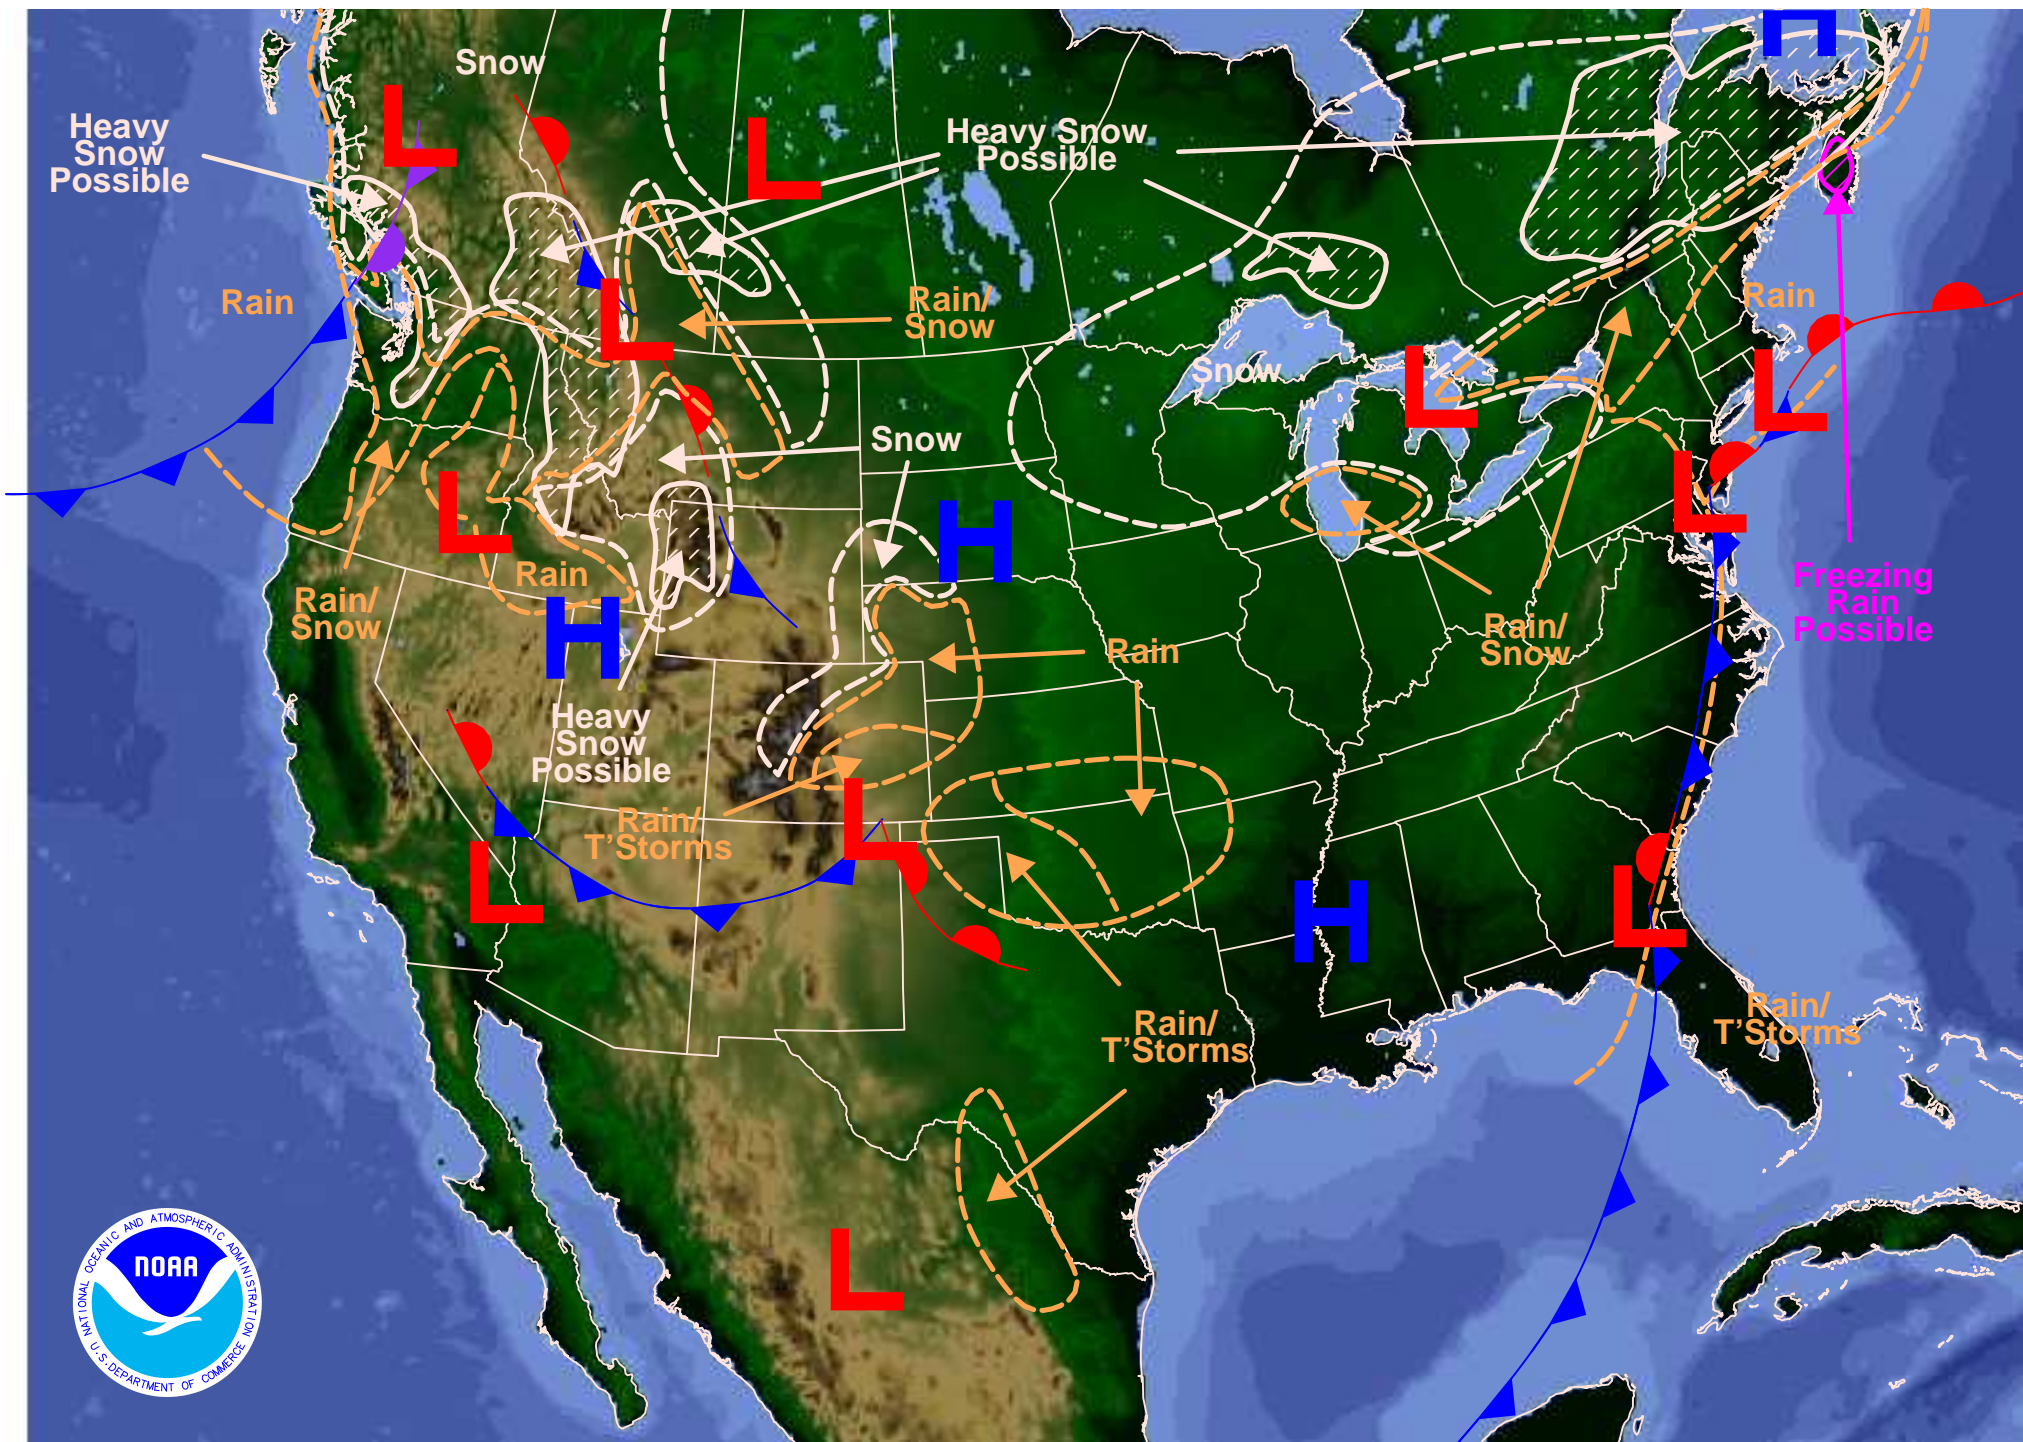 H
Snow
L
L
Heavy
Snow
Possible
Heavy Snow
Possible
Rain
Rain/
Snow
Rain
L
Snow
L
L
Snow
L
L
H
Rain
Rain/
Snow
H
Freezing
Rain
Possible
Rain/
Snow
Rain
Heavy
Snow
Possible
Rain/
T'Storms
L
L
H
L
Rain/
T'Storms
Rain/
T'Storms
L
NOAA
NATIONAL OCEANIC AND ATMOSPHERIC ADMINISTRATION
U.S. DEPARTMENT OF COMMERCE